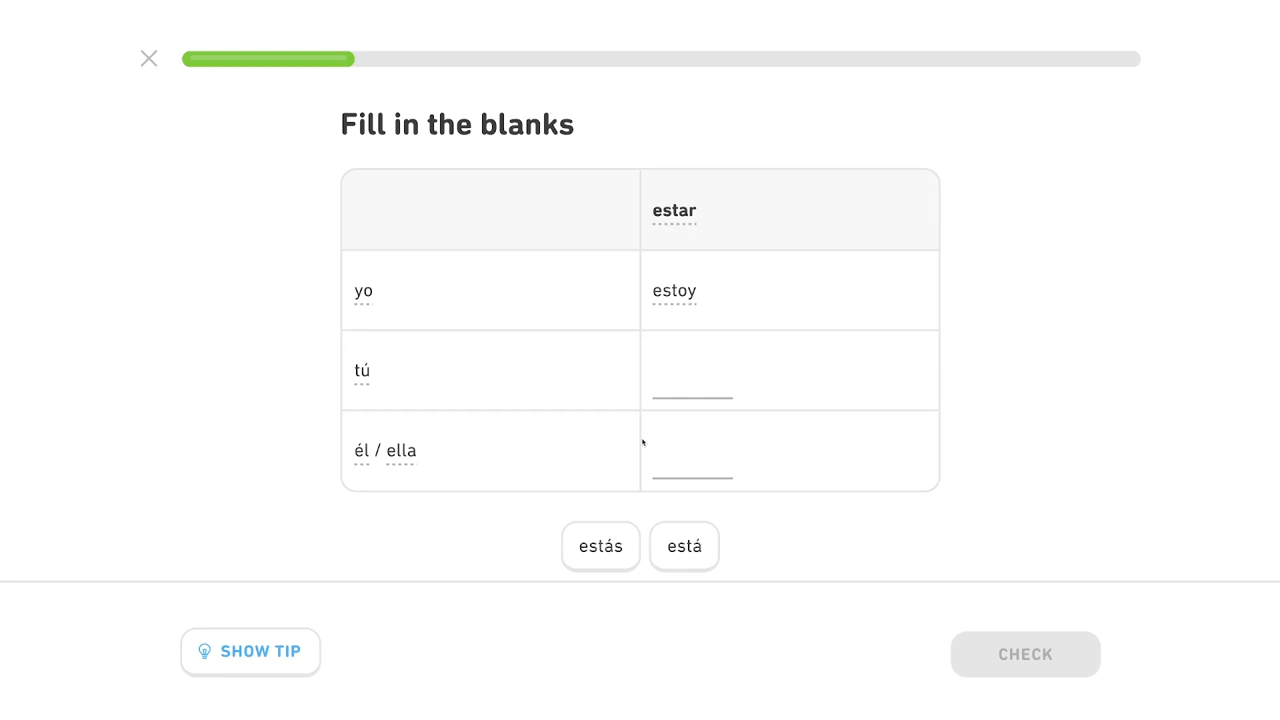 Fill in the blanks
estar
yo estoy
tú
él / ella
estás está
SHOW TIP CHECK